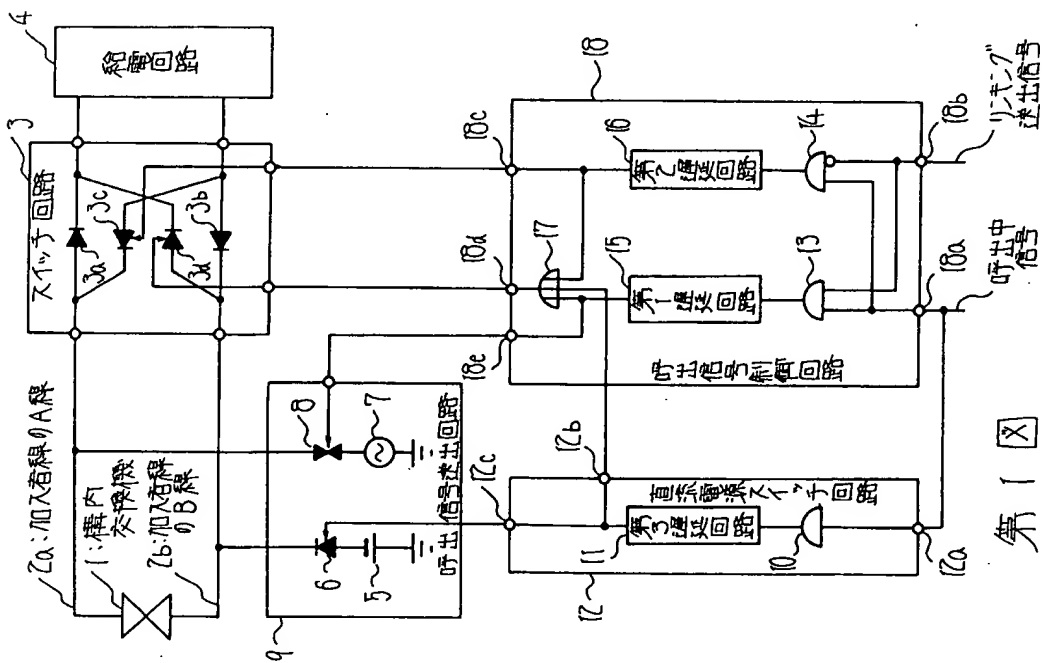 2a:加入者線のA線
1:構内
交換機
2b:加入者線
のB線
3
スイッチ回路
3a
3c
3d
3b
4
給電回路
9
6
5
8
7
呼出信号送出回路
18e
18d
18c
17
18
第1遅延回路
15
第2遅延回路
16
13
14
呼出信号制御回路
18a
18b
呼出中
信号
リンキング
送出信号
12c
12b
直流電源スイッチ回路
第3遅延回路
11
10
12
12a
第1図